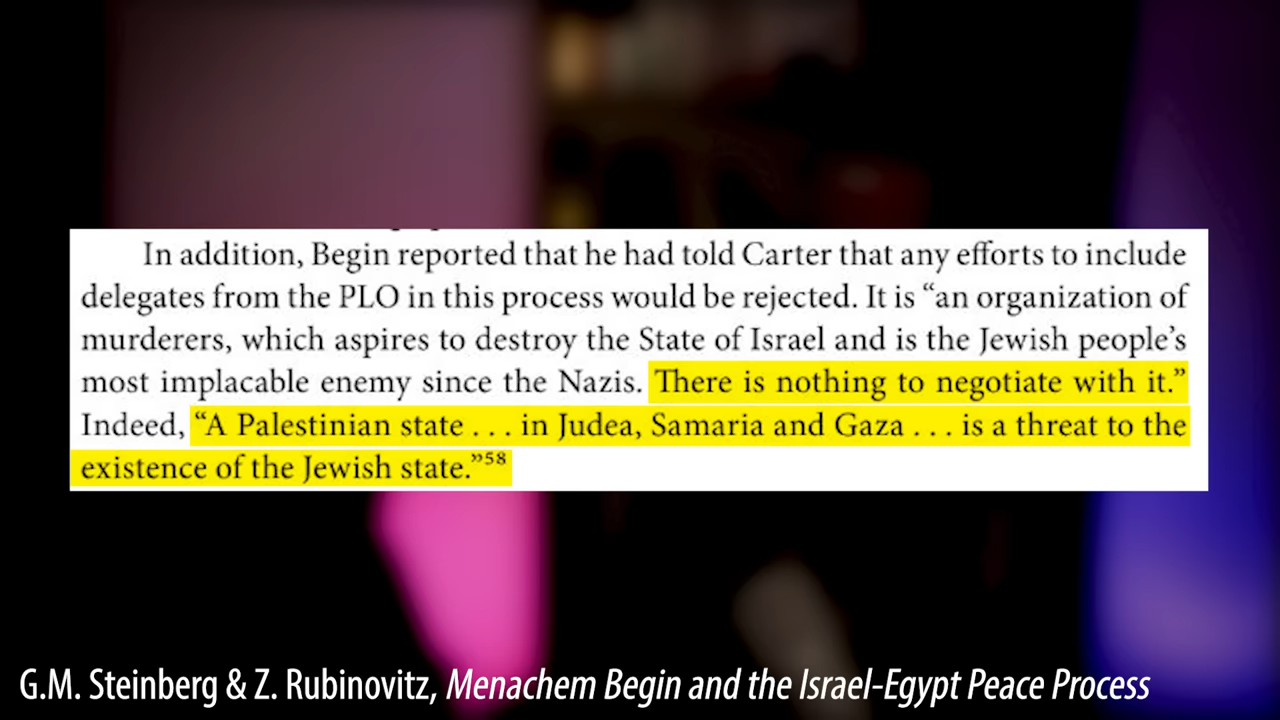 In addition, Begin reported that he had told Carter that any efforts to include
delegates from the PLO in this process would be rejected. It is “an organization of
murderers, which aspires to destroy the State of Israel and is the Jewish people’s
most implacable enemy since the Nazis. There is nothing to negotiate with it.”
Indeed, “A Palestinian state . . . in Judea, Samaria and Gaza . . . is a threat to the
existence of the Jewish state.”58
G.M. Steinberg & Z. Rubinovitz, Menachem Begin and the Israel-Egypt Peace Process